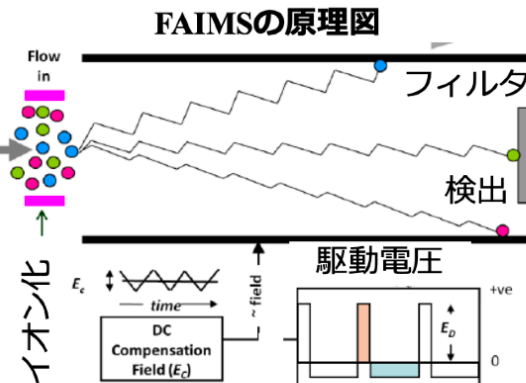 FAIMSの原理図
Flow
in
フィルタ
検出
イオン化
駆動電圧
Ec
time
DC
Compensation
Field (EC)
~ field
+ve
ED
0